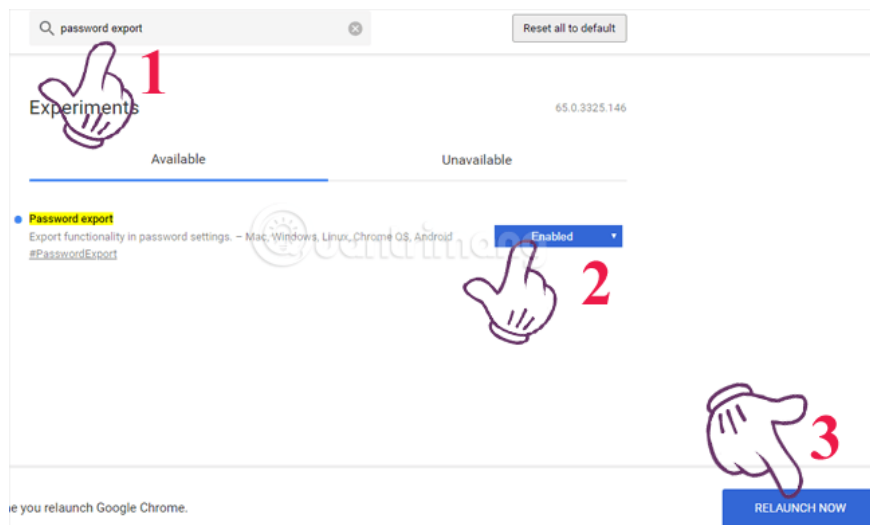 password export
Reset all to default
1
Experiments
65.0.3325.146
Available
Unavailable
Password export
Export functionality in password settings. – Mac, Windows, Linux, Chrome OS, Android
#PasswordExport
Enabled
Quantrimang
2
3
e you relaunch Google Chrome.
RELAUNCH NOW